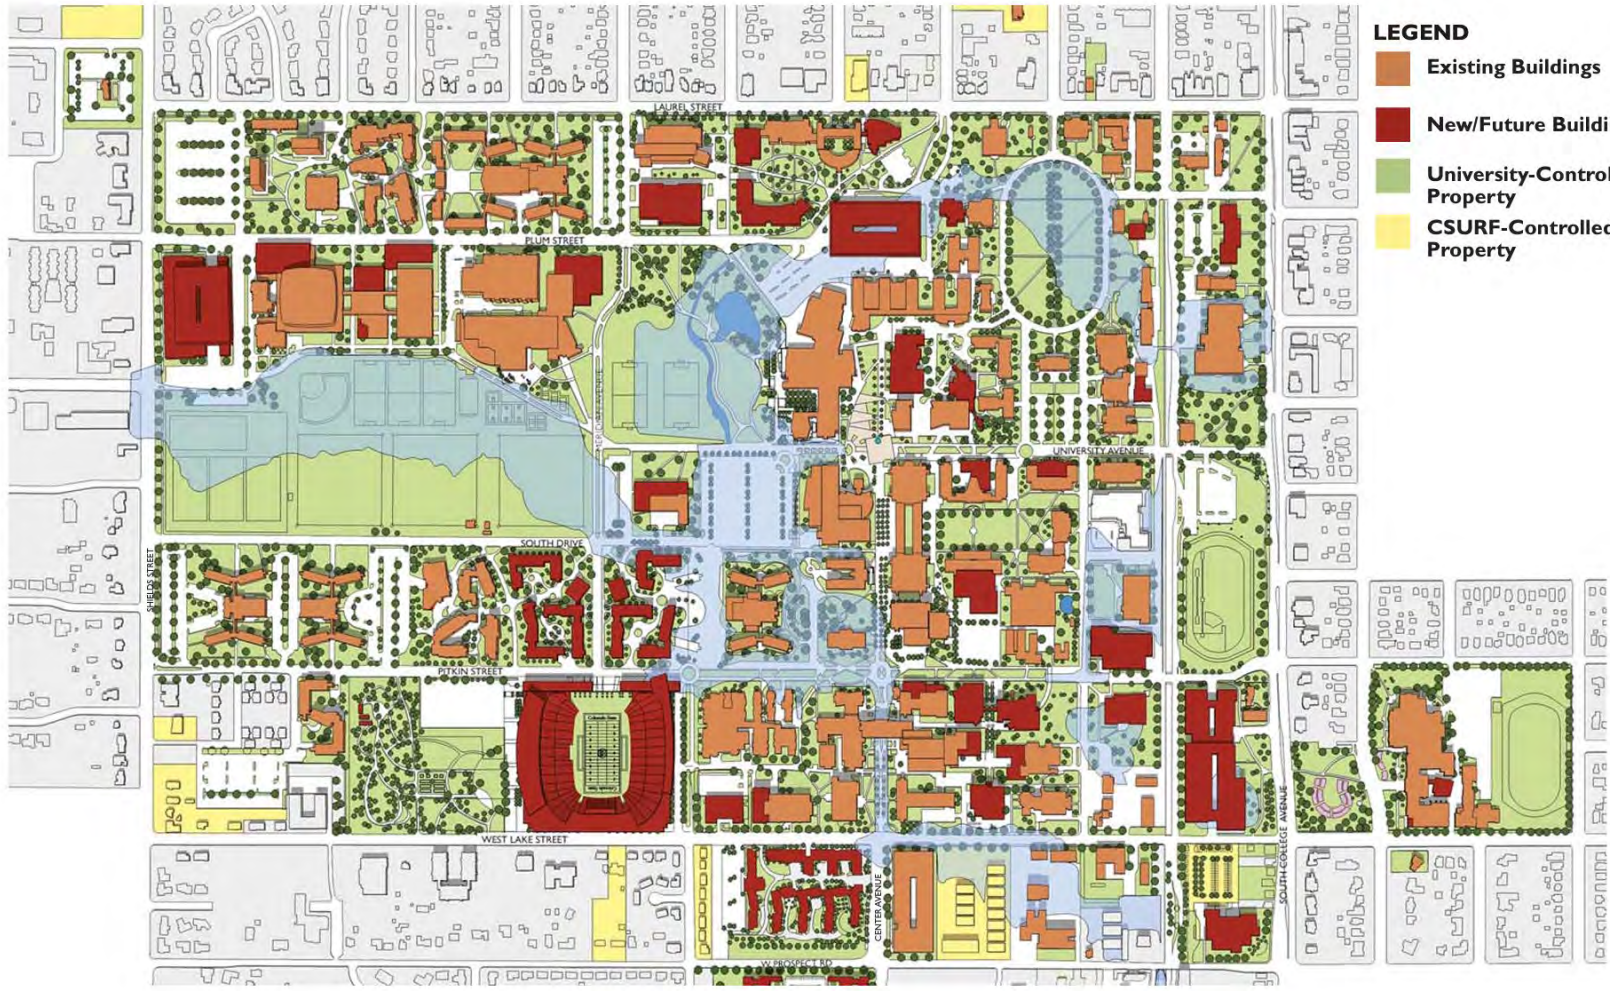 LEGEND
Existing Buildings
New/Future Buildi
University-Control
Property
CSURF-Controlled
Property
LAUREL STREET
PLUM STREET
UNIVERSITY AVENUE
SOUTH DRIVE
SHIELDS STREET
PITKIN STREET
WEST LAKE STREET
SOUTH COLLEGE AVENUE
CENTER AVENUE
W PROSPECT RD